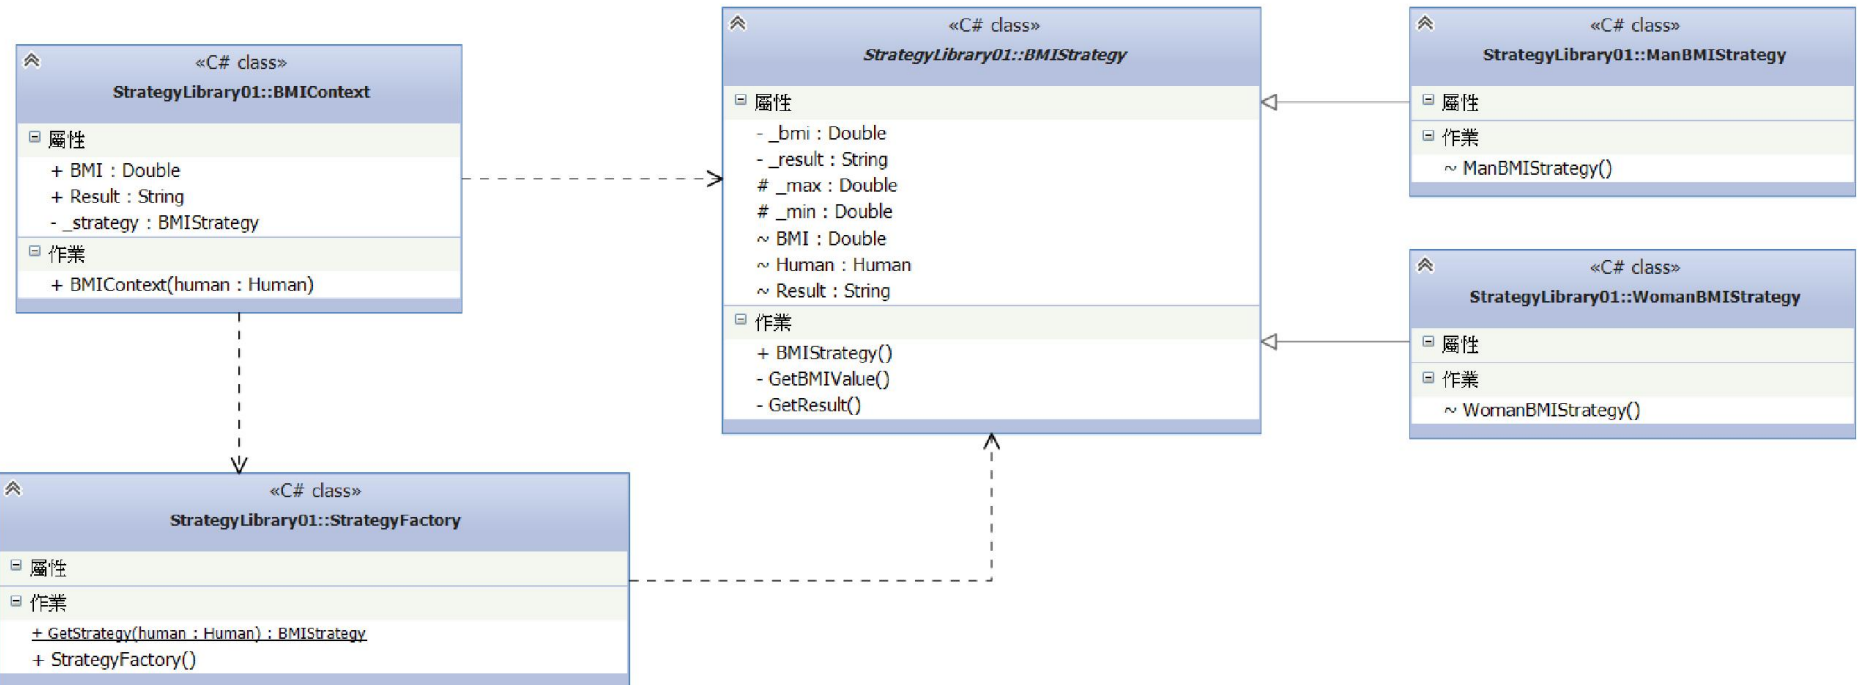 «C# class»
StrategyLibrary01::BMIContext
屬性
+ BMI : Double
+ Result : String
- _strategy : BMIStrategy
作業
+ BMIContext(human : Human)
«C# class»
StrategyLibrary01::BMIStrategy
屬性
- _bmi : Double
- _result : String
# _max : Double
# _min : Double
~ BMI : Double
~ Human : Human
~ Result : String
作業
+ BMIStrategy()
- GetBMIValue()
- GetResult()
«C# class»
StrategyLibrary01::ManBMIStrategy
屬性
作業
~ ManBMIStrategy()
«C# class»
StrategyLibrary01::WomanBMIStrategy
屬性
作業
~ WomanBMIStrategy()
«C# class»
StrategyLibrary01::StrategyFactory
屬性
作業
+ GetStrategy(human : Human) : BMIStrategy
+ StrategyFactory()